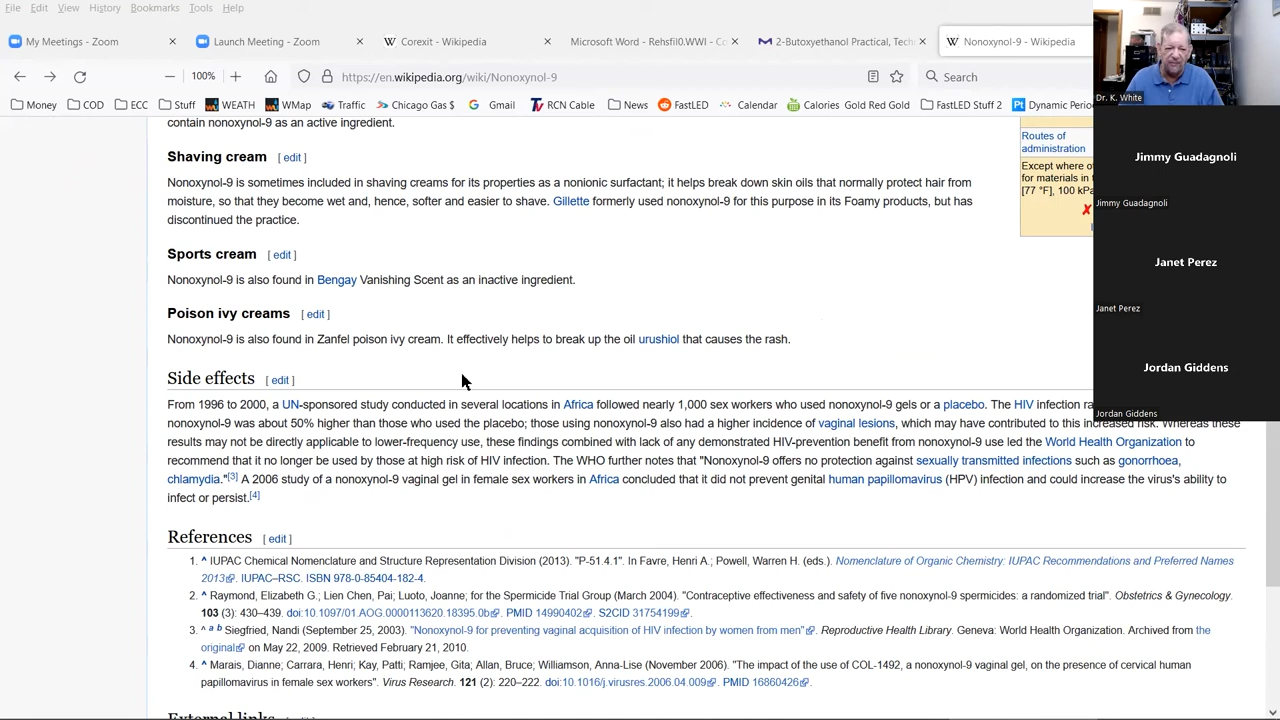 File Edit View History Bookmarks Tools Help
My Meetings - Zoom × Launch Meeting - Zoom × Corexit - Wikipedia × Microsoft Word - Rehsfil0.WWI - Co × 2-Butoxyethanol Practical, Tech × Nonoxynol-9 - Wikipedia
100% https://en.wikipedia.org/wiki/Nonoxynol-9 Search
Money COD ECC Stuff WEATH WMap Traffic Chicago Gas $ Gmail RCN Cable News FastLED Calendar Calories Gold Red Gold FastLED Stuff 2 Dynamic Perio
contain nonoxynol-9 as an active ingredient.
Shaving cream [ edit ]
Nonoxynol-9 is sometimes included in shaving creams for its properties as a nonionic surfactant; it helps break down skin oils that normally protect hair from
moisture, so that they become wet and, hence, softer and easier to shave. Gillette formerly used nonoxynol-9 for this purpose in its Foamy products, but has
discontinued the practice.
Sports cream [ edit ]
Nonoxynol-9 is also found in Bengay Vanishing Scent as an inactive ingredient.
Poison ivy creams [ edit ]
Nonoxynol-9 is also found in Zanfel poison ivy cream. It effectively helps to break up the oil urushiol that causes the rash.
Side effects [ edit ]
From 1996 to 2000, a UN-sponsored study conducted in several locations in Africa followed nearly 1,000 sex workers who used nonoxynol-9 gels or a placebo. The HIV infection ra
nonoxynol-9 was about 50% higher than those who used the placebo; those using nonoxynol-9 also had a higher incidence of vaginal lesions, which may have contributed to this increased risk. Whereas these
results may not be directly applicable to lower-frequency use, these findings combined with lack of any demonstrated HIV-prevention benefit from nonoxynol-9 use led the World Health Organization to
recommend that it no longer be used by those at high risk of HIV infection. The WHO further notes that "Nonoxynol-9 offers no protection against sexually transmitted infections such as gonorrhoea,
chlamydia."[3] A 2006 study of a nonoxynol-9 vaginal gel in female sex workers in Africa concluded that it did not prevent genital human papillomavirus (HPV) infection and could increase the virus's ability to
infect or persist.[4]
References [ edit ]
1. ^ IUPAC Chemical Nomenclature and Structure Representation Division (2013). "P-51.4.1". In Favre, Henri A.; Powell, Warren H. (eds.). Nomenclature of Organic Chemistry: IUPAC Recommendations and Preferred Names
2013. IUPAC–RSC. ISBN 978-0-85404-182-4.
2. ^ Raymond, Elizabeth G.; Lien Chen, Pai; Luoto, Joanne; for the Spermicide Trial Group (March 2004). "Contraceptive effectiveness and safety of five nonoxynol-9 spermicides: a randomized trial". Obstetrics & Gynecology.
103 (3): 430–439. doi:10.1097/01.AOG.0000113620.18395.0b. PMID 14990402. S2CID 31754199.
3. ^ a b Siegfried, Nandi (September 25, 2003). "Nonoxynol-9 for preventing vaginal acquisition of HIV infection by women from men". Reproductive Health Library. Geneva: World Health Organization. Archived from the
original on May 22, 2009. Retrieved February 21, 2010.
4. ^ Marais, Dianne; Carrara, Henri; Kay, Patti; Ramjee, Gita; Allan, Bruce; Williamson, Anna-Lise (November 2006). "The impact of the use of COL-1492, a nonoxynol-9 vaginal gel, on the presence of cervical human
papillomavirus in female sex workers". Virus Research. 121 (2): 220–222. doi:10.1016/j.virusres.2006.04.009. PMID 16860426.
External links
Routes of
administration
Except where ot
for materials in t
[77 °F], 100 kPa
Dr. K. White
Jimmy Guadagnoli
Jimmy Guadagnoli
Janet Perez
Janet Perez
Jordan Giddens
Jordan Giddens